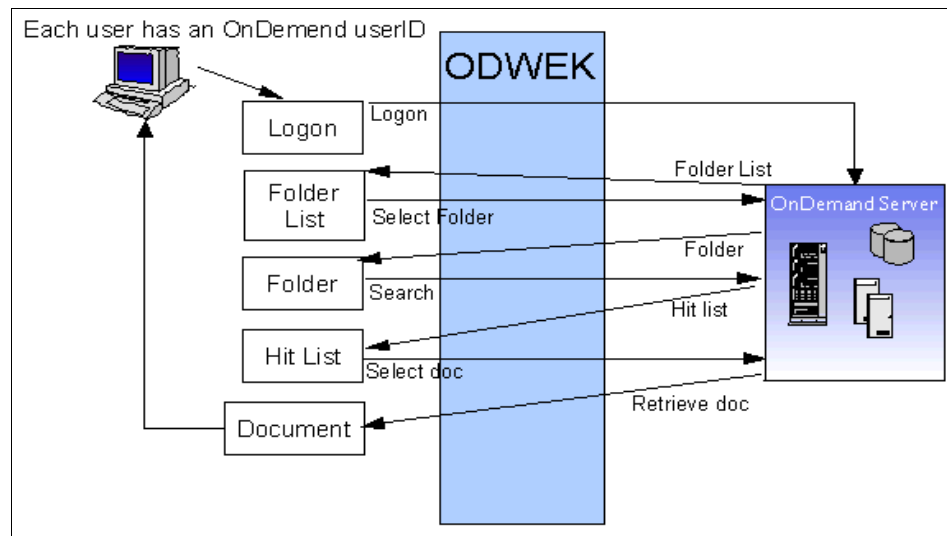 Each user has an OnDemend userID
ODWEK
Logon
Logon
Folder List
Folder
List
Select Folder
OnDemand Server
Folder
Folder
Search
Hit list
Hit List
Select doc
Retrieve doc
Document